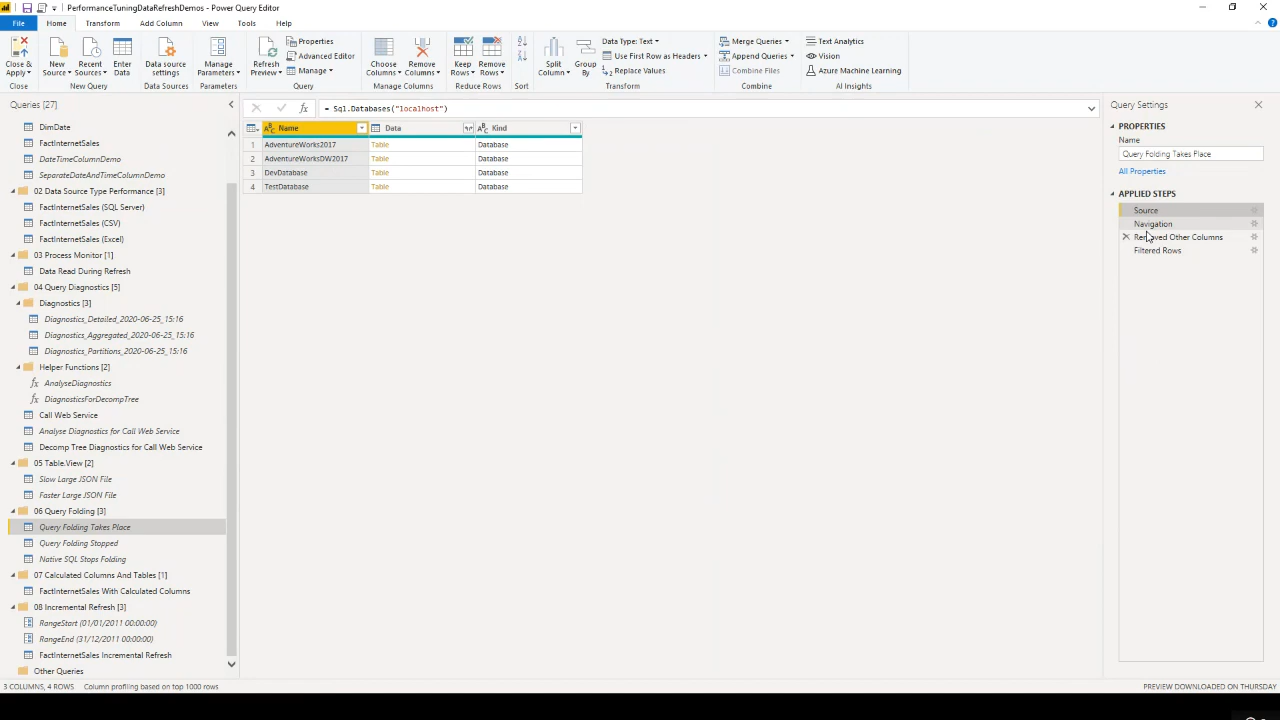 PerformanceTuningDataRefreshDemos - Power Query Editor
File Home Transform Add Column View Tools Help
Close & Apply
New Source
Recent Sources
Enter Data
Data source settings
Manage Parameters
Refresh Preview
Properties
Advanced Editor
Manage
Choose Columns
Remove Columns
Keep Rows
Remove Rows
Split Column
Group By
Data Type: Text
Use First Row as Headers
Replace Values
Merge Queries
Append Queries
Combine Files
Text Analytics
Vision
Azure Machine Learning
Close New Query Data Sources Parameters Query Manage Columns Reduce Rows Sort Transform Combine AI Insights
Queries [27]
DimDate
FactInternetSales
DateTimeColumnDemo
SeparateDateAndTimeColumnDemo
02 Data Source Type Performance [3]
FactInternetSales (SQL Server)
FactInternetSales (CSV)
FactInternetSales (Excel)
03 Process Monitor [1]
Data Read During Refresh
04 Query Diagnostics [5]
Diagnostics [3]
Diagnostics_Detailed_2020-06-25_15:16
Diagnostics_Aggregated_2020-06-25_15:16
Diagnostics_Partitions_2020-06-25_15:16
Helper Functions [2]
fx AnalyseDiagnostics
fx DiagnosticsForDecompTree
Call Web Service
Analyse Diagnostics for Call Web Service
Decomp Tree Diagnostics for Call Web Service
05 Table.View [2]
Slow Large JSON File
Faster Large JSON File
06 Query Folding [3]
Query Folding Takes Place
Query Folding Stopped
Native SQL Stops Folding
07 Calculated Columns And Tables [1]
FactInternetSales With Calculated Columns
08 Incremental Refresh [3]
RangeStart (01/01/2011 00:00:00)
RangeEnd (31/12/2011 00:00:00)
FactInternetSales Incremental Refresh
Other Queries
fx = Sql.Databases("localhost")
Name Data Kind
1 AdventureWorks2017 Table Database
2 AdventureWorksDW2017 Table Database
3 DevDatabase Table Database
4 TestDatabase Table Database
Query Settings
PROPERTIES
Name
Query Folding Takes Place
All Properties
APPLIED STEPS
Source
Navigation
Removed Other Columns
Filtered Rows
3 COLUMNS, 4 ROWS Column profiling based on top 1000 rows
PREVIEW DOWNLOADED ON THURSDAY